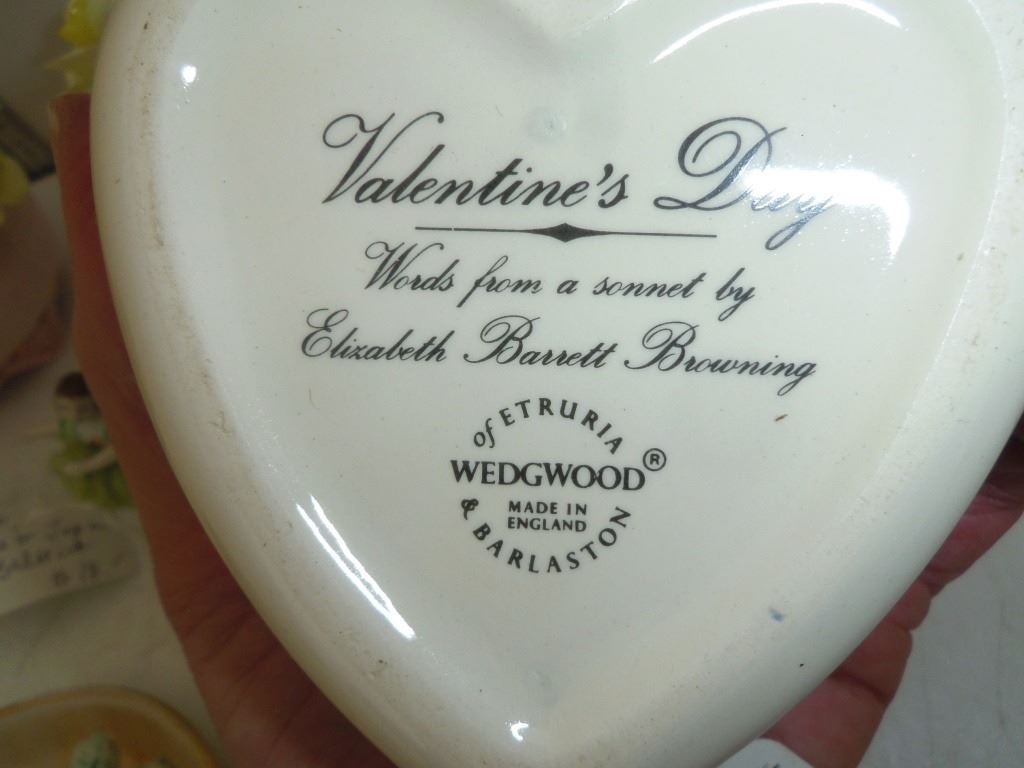 Valentine's Day
Words from a sonnet by
Elizabeth Barrett Browning
of ETRURIA
WEDGWOOD®
MADE IN
ENGLAND
& BARLASTON